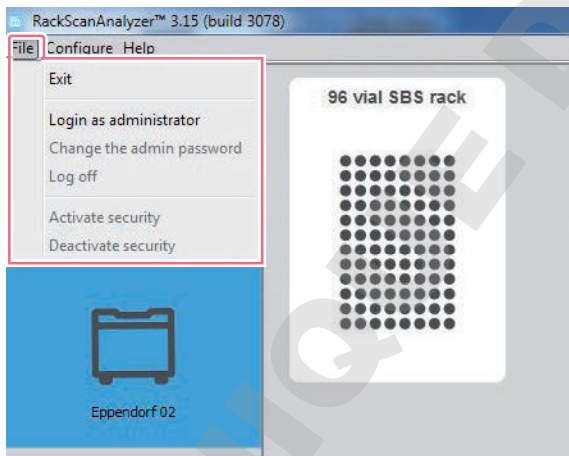 RackScanAnalyzer™ 3.15 (build 3078)
File Configure Help
Exit
Login as administrator
Change the admin password
Log off
Activate security
Deactivate security
96 vial SBS rack
Eppendorf 02